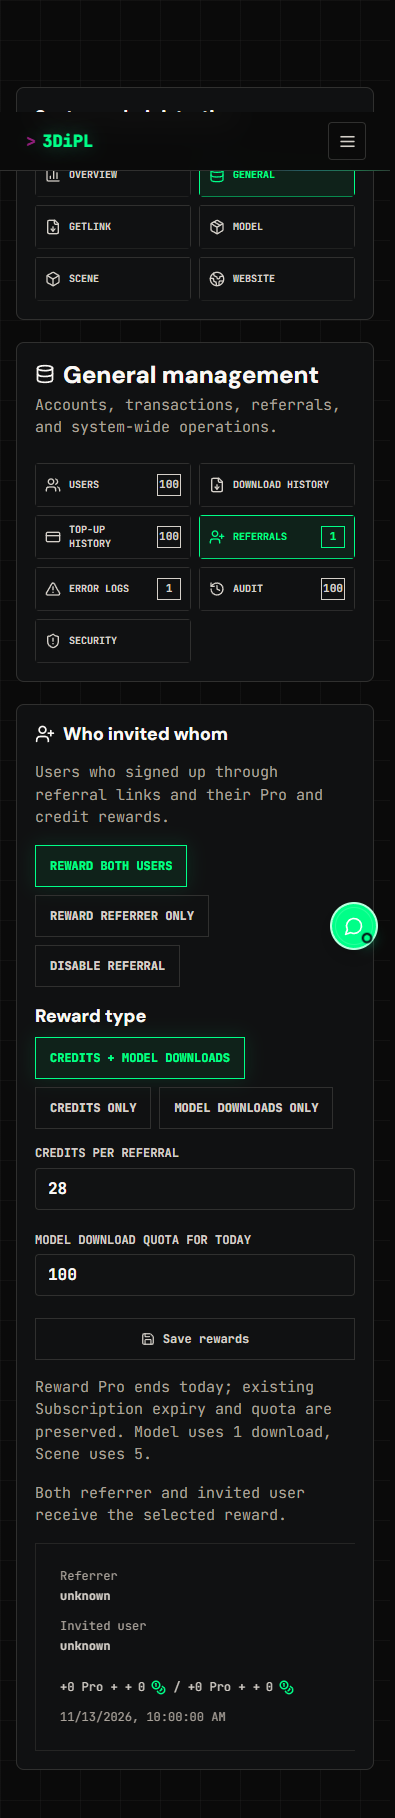 > 3DiPL
OVERVIEW
GENERAL
GETLINK
MODEL
SCENE
WEBSITE
General management
Accounts, transactions, referrals,
and system-wide operations.
USERS 100
DOWNLOAD HISTORY
TOP-UP
HISTORY 100
REFERRALS 1
ERROR LOGS 1
AUDIT 100
SECURITY
Who invited whom
Users who signed up through
referral links and their Pro and
credit rewards.
REWARD BOTH USERS
REWARD REFERRER ONLY
DISABLE REFERRAL
Reward type
CREDITS + MODEL DOWNLOADS
CREDITS ONLY
MODEL DOWNLOADS ONLY
CREDITS PER REFERRAL
28
MODEL DOWNLOAD QUOTA FOR TODAY
100
Save rewards
Reward Pro ends today; existing
Subscription expiry and quota are
preserved. Model uses 1 download,
Scene uses 5.
Both referrer and invited user
receive the selected reward.
Referrer
unknown
Invited user
unknown
+0 Pro + + 0 / +0 Pro + + 0
11/13/2026, 10:00:00 AM